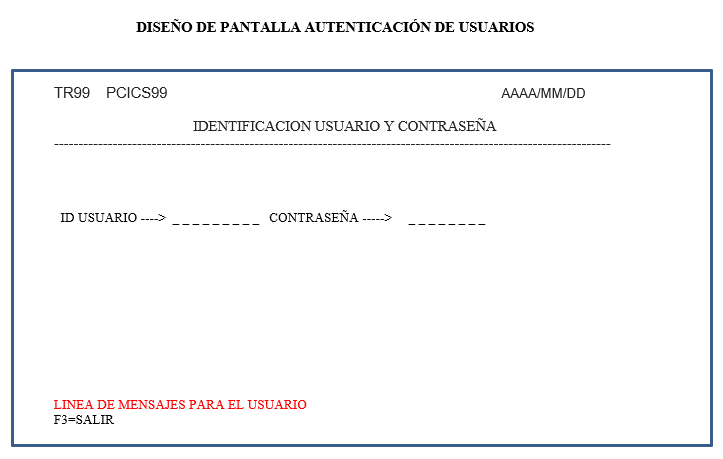 DISEÑO DE PANTALLA AUTENTICACIÓN DE USUARIOS
TR99 PCICS99 AAAA/MM/DD
IDENTIFICACION USUARIO Y CONTRASEÑA
----------------------------------------------------------------------------------------------------------------
ID USUARIO ----> _ _ _ _ _ _ _ _ _ CONTRASEÑA -----> _ _ _ _ _ _ _ _
LINEA DE MENSAJES PARA EL USUARIO
F3=SALIR